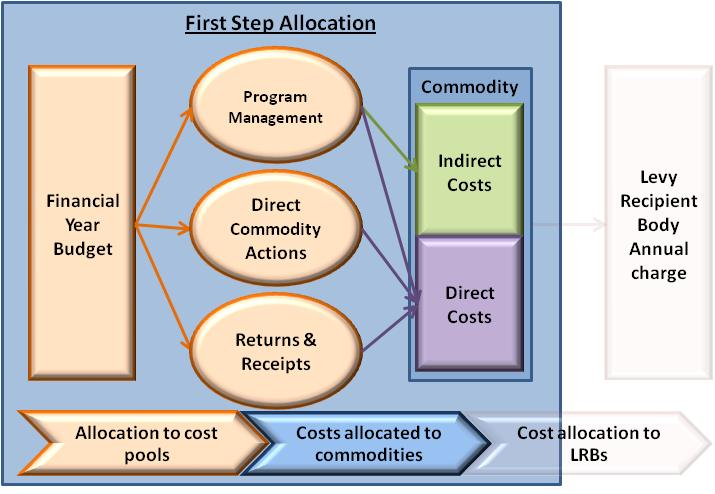 First Step Allocation
Financial
Year
Budget
Program
Management
Direct
Commodity
Actions
Returns &
Receipts
Commodity
Indirect
Costs
Direct
Costs
Levy
Recipient
Body
Annual
charge
Allocation to cost
pools
Costs allocated to
commodities
Cost allocation to
LRBs